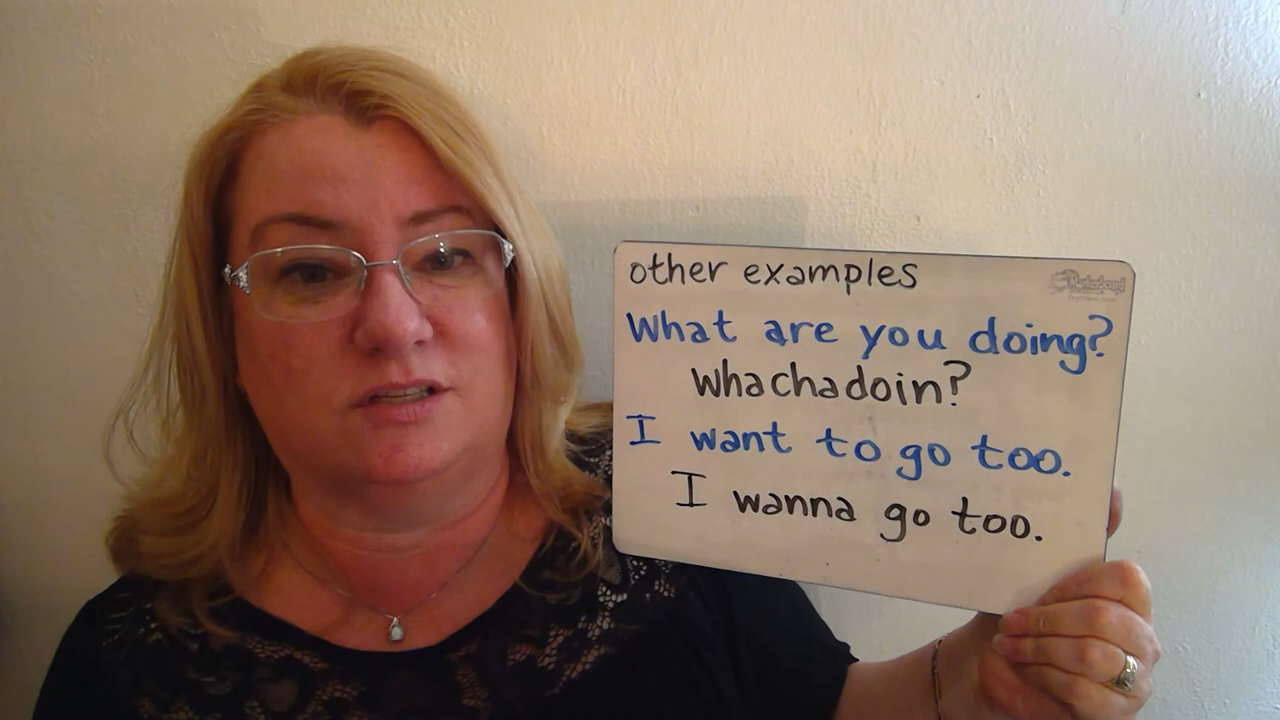 other examples
What are you doing?
Whachadoin?
I want to go too.
I wanna go too.